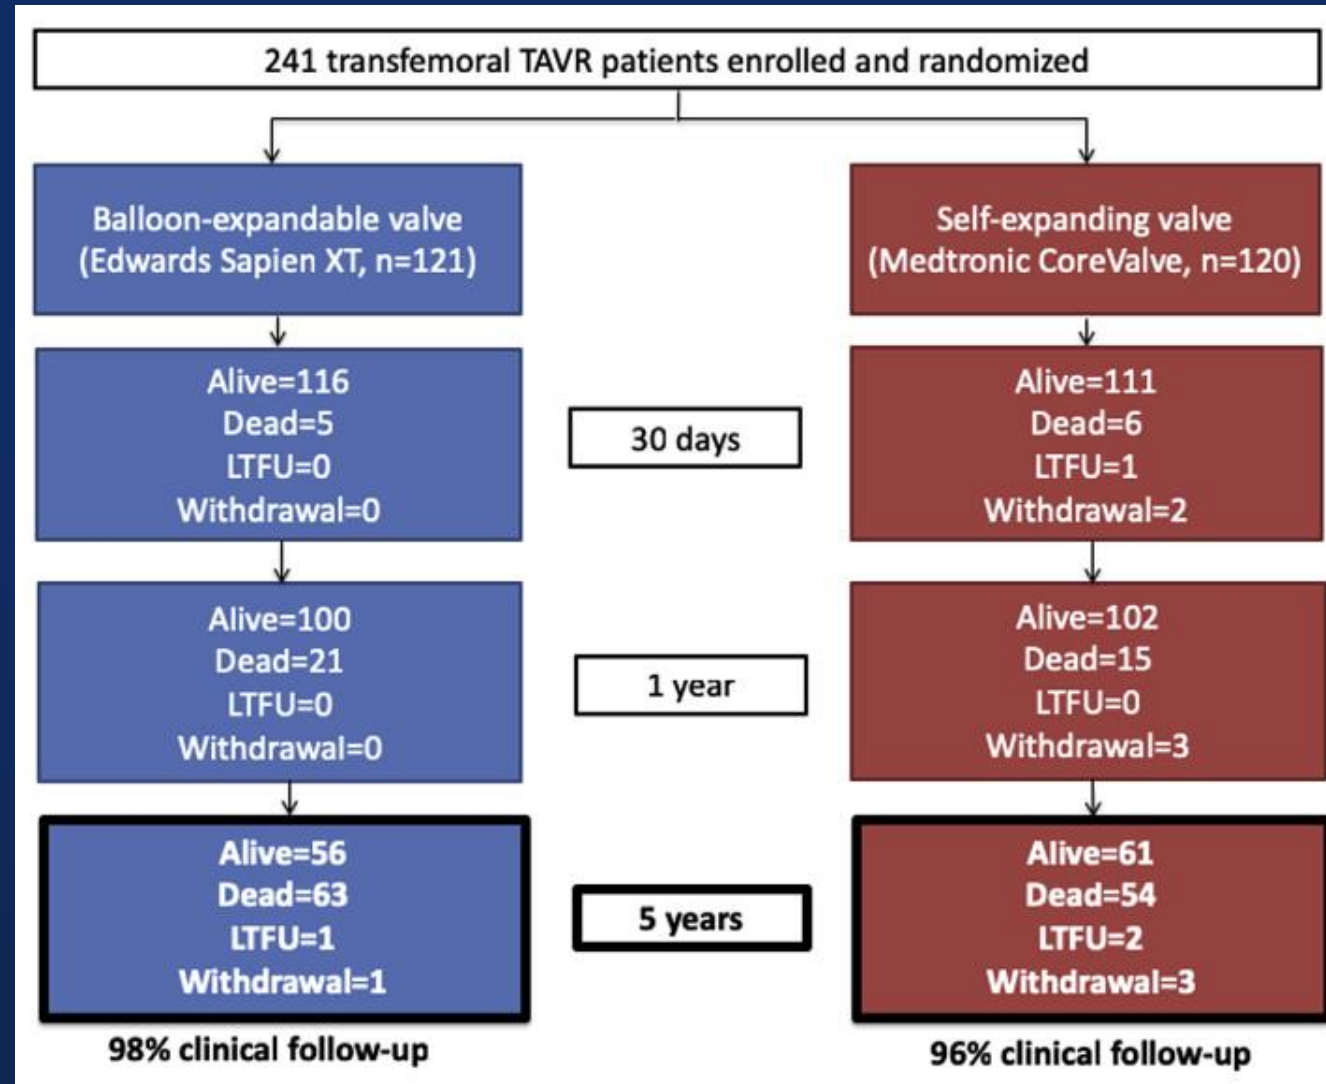 241 transfemoral TAVR patients enrolled and randomized
Balloon-expandable valve
(Edwards Sapien XT, n=121)
Self-expanding valve
(Medtronic CoreValve, n=120)
Alive=116
Dead=5
LTFU=0
Withdrawal=0
30 days
Alive=111
Dead=6
LTFU=1
Withdrawal=2
Alive=100
Dead=21
LTFU=0
Withdrawal=0
1 year
Alive=102
Dead=15
LTFU=0
Withdrawal=3
Alive=56
Dead=63
LTFU=1
Withdrawal=1
5 years
Alive=61
Dead=54
LTFU=2
Withdrawal=3
98% clinical follow-up
96% clinical follow-up